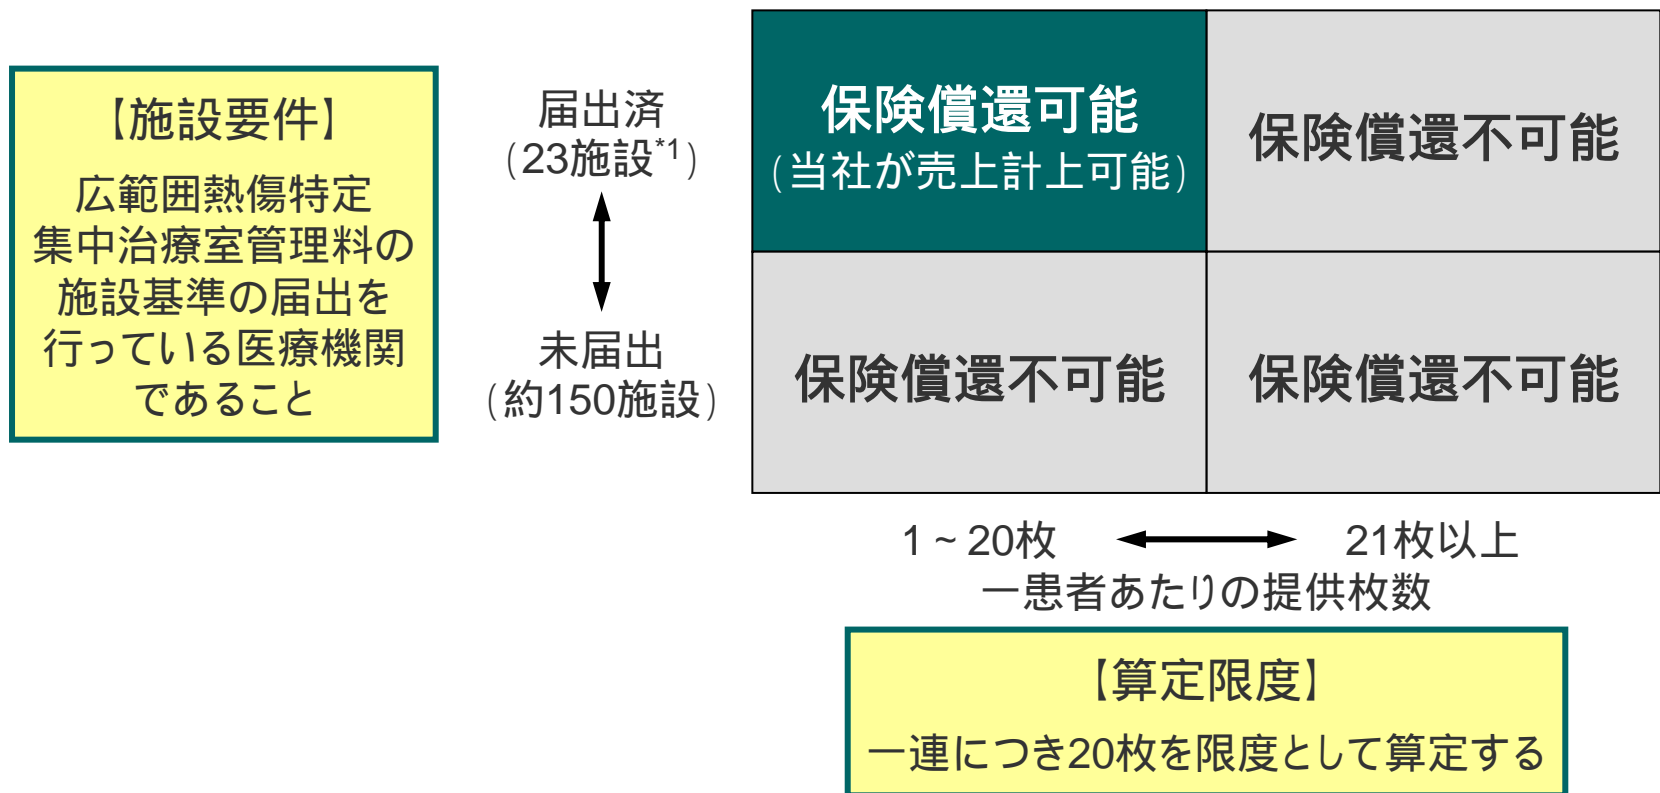 【施設要件】
広範囲熱傷特定
集中治療室管理料の
施設基準の届出を
行っている医療機関
であること
届出済
(23施設*1)
未届出
(約150施設)
保険償還可能
(当社が売上計上可能)
保険償還不可能
保険償還不可能
保険償還不可能
1~20枚
21枚以上
一患者あたりの提供枚数
【算定限度】
一連につき20枚を限度として算定する